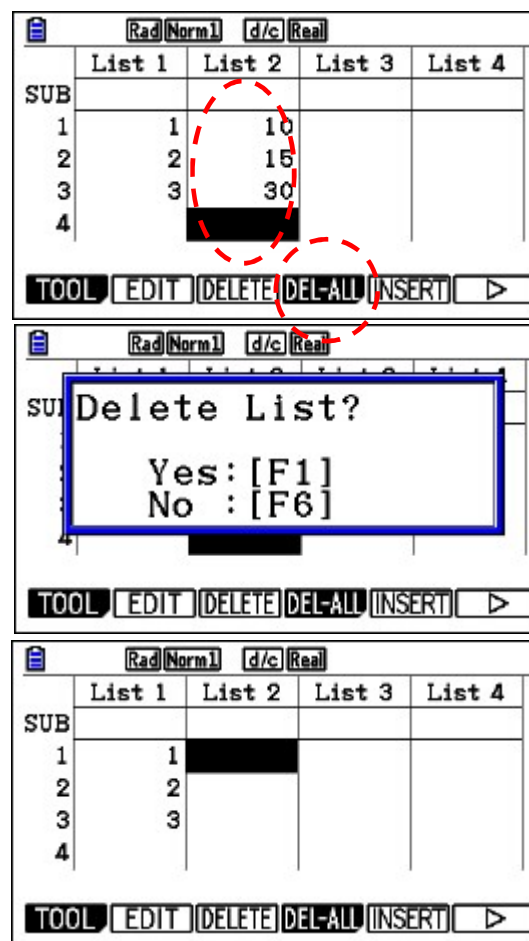 Rad Norm1 d/c Real
List 1 List 2 List 3 List 4
SUB
1 1 10
2 2 15
3 3 30
4
TOOL EDIT DELETE DEL-ALL INSERT ▷
Rad Norm1 d/c Real
SU
Delete List?
Yes:[F1]
No :[F6]
4
TOOL EDIT DELETE DEL-ALL INSERT ▷
Rad Norm1 d/c Real
List 1 List 2 List 3 List 4
SUB
1 1
2 2
3 3
4
TOOL EDIT DELETE DEL-ALL INSERT ▷